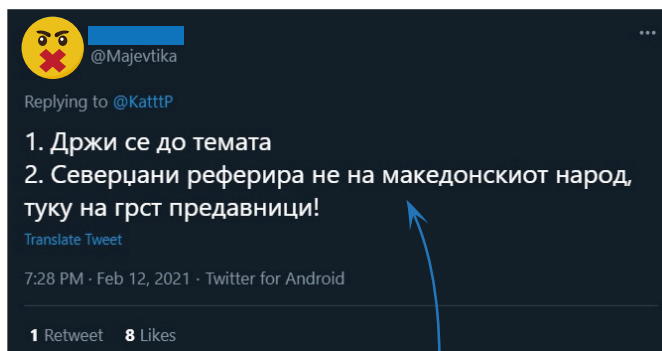 @Majevtika
Replying to @KatttP
1. Држи се до темата
2. Северџани реферира не на македонскиот народ,
туку на грст предавници!
Translate Tweet
7:28 PM · Feb 12, 2021 · Twitter for Android
1 Retweet 8 Likes